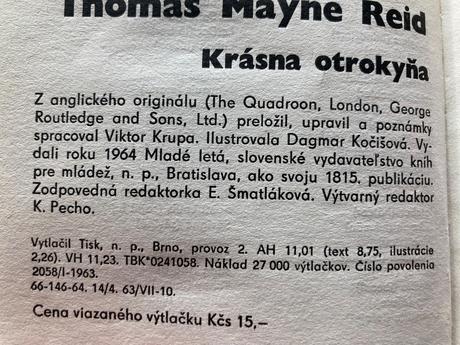 Thomas Mayne Reid
Krásna otrokyňa
Z anglického originálu (The Quadroon, London, George
Routledge and Sons, Ltd.) preložil, upravil a poznámky
spracoval Viktor Krupa. Ilustrovala Dagmar Kočišová. Vy-
dali roku 1964 Mladé letá, slovenské vydavateľstvo kníh
pre mládež, n. p., Bratislava, ako svoju 1815. publikáciu.
Zodpovedná redaktorka E. Šmatláková. Výtvarný redaktor
K. Pecho.
Vytlačil Tisk, n. p., Brno, provoz 2. AH 11,01 (text 8,75, ilustrácie
2,26). VH 11,23. TBK*0241058. Náklad 27 000 výtlačkov. Číslo povolenia
2058/I-1963.
66-146-64. 14/4. 63/VII-10.
Cena viazaného výtlačku Kčs 15,—